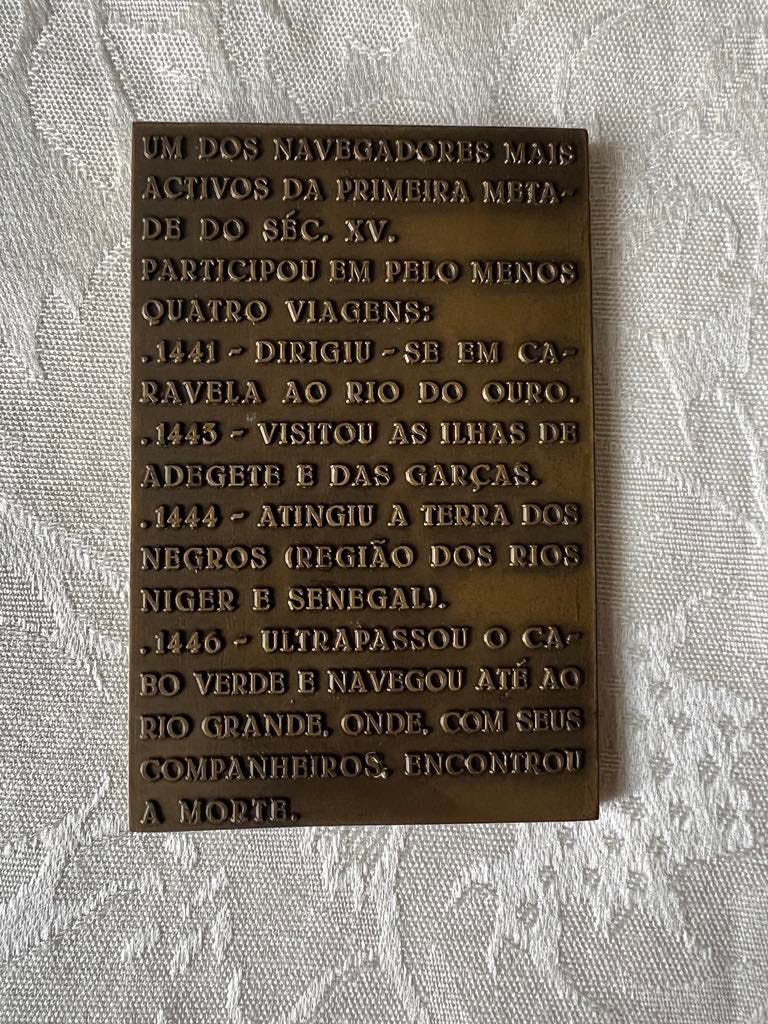 UM DOS NAVEGADORES MAIS
ACTIVOS DA PRIMEIRA META-
DE DO SÉC. XV.
PARTICIPOU EM PELO MENOS
QUATRO VIAGENS:
.1441 - DIRIGIU-SE EM CA-
RAVELA AO RIO DO OURO.
.1443 - VISITOU AS ILHAS DE
ADEGETE E DAS GARÇAS.
.1444 - ATINGIU A TERRA DOS
NEGROS (REGIÃO DOS RIOS
NIGER E SENEGAL).
.1446 - ULTRAPASSOU O CA-
BO VERDE E NAVEGOU ATÉ AO
RIO GRANDE, ONDE, COM SEUS
COMPANHEIROS, ENCONTROU
A MORTE.